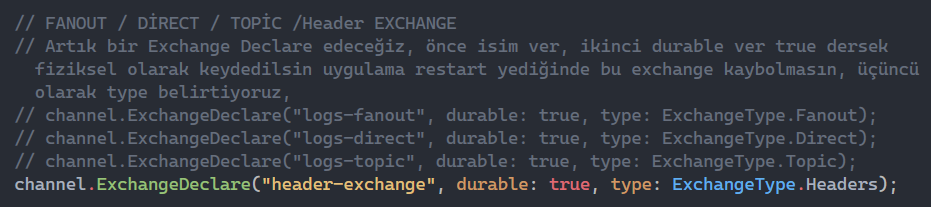 // FANOUT / DİRECT / TOPİC /Header EXCHANGE
// Artık bir Exchange Declare edeceğiz, önce isim ver, ikinci durable ver true dersek
fiziksel olarak keydedilsin uygulama restart yediğinde bu exchange kaybolmasın, üçüncü
olarak type belirtiyoruz,
// channel.ExchangeDeclare("logs-fanout", durable: true, type: ExchangeType.Fanout);
// channel.ExchangeDeclare("logs-direct", durable: true, type: ExchangeType.Direct);
// channel.ExchangeDeclare("logs-topic", durable: true, type: ExchangeType.Topic);
channel.ExchangeDeclare("header-exchange", durable: true, type: ExchangeType.Headers);